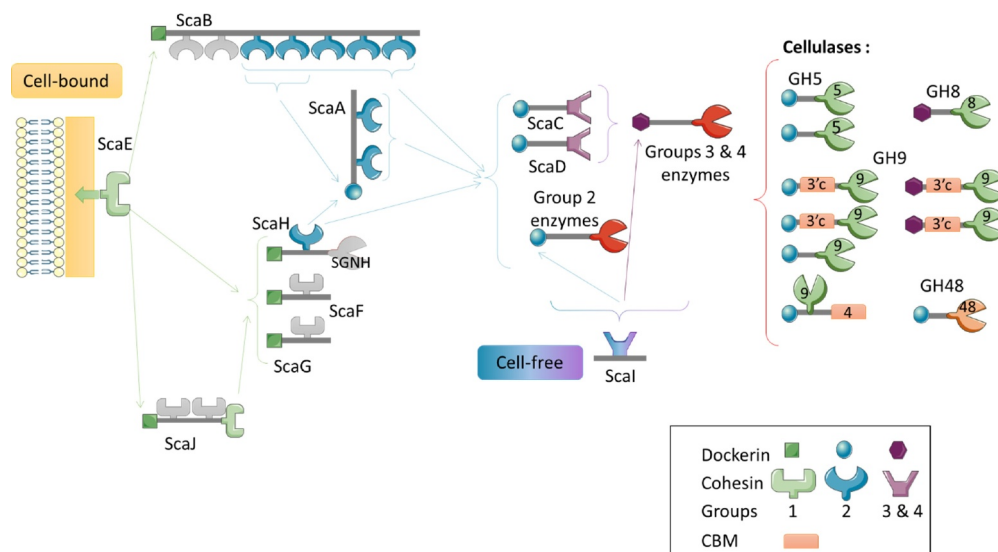 ScaB
Cell-bound
ScaE
ScaA
ScaH
SGNH
ScaF
ScaG
ScaJ
ScaC
ScaD
Groups 3 & 4
enzymes
Group 2
enzymes
Cell-free
ScaI
Cellulases :
GH5
5
5
GH8
8
GH9
3'c 9
3'c 9
3'c 9
3'c 9
9
9
4
GH48
48
Dockerin
Cohesin
Groups 1 2 3 & 4
CBM